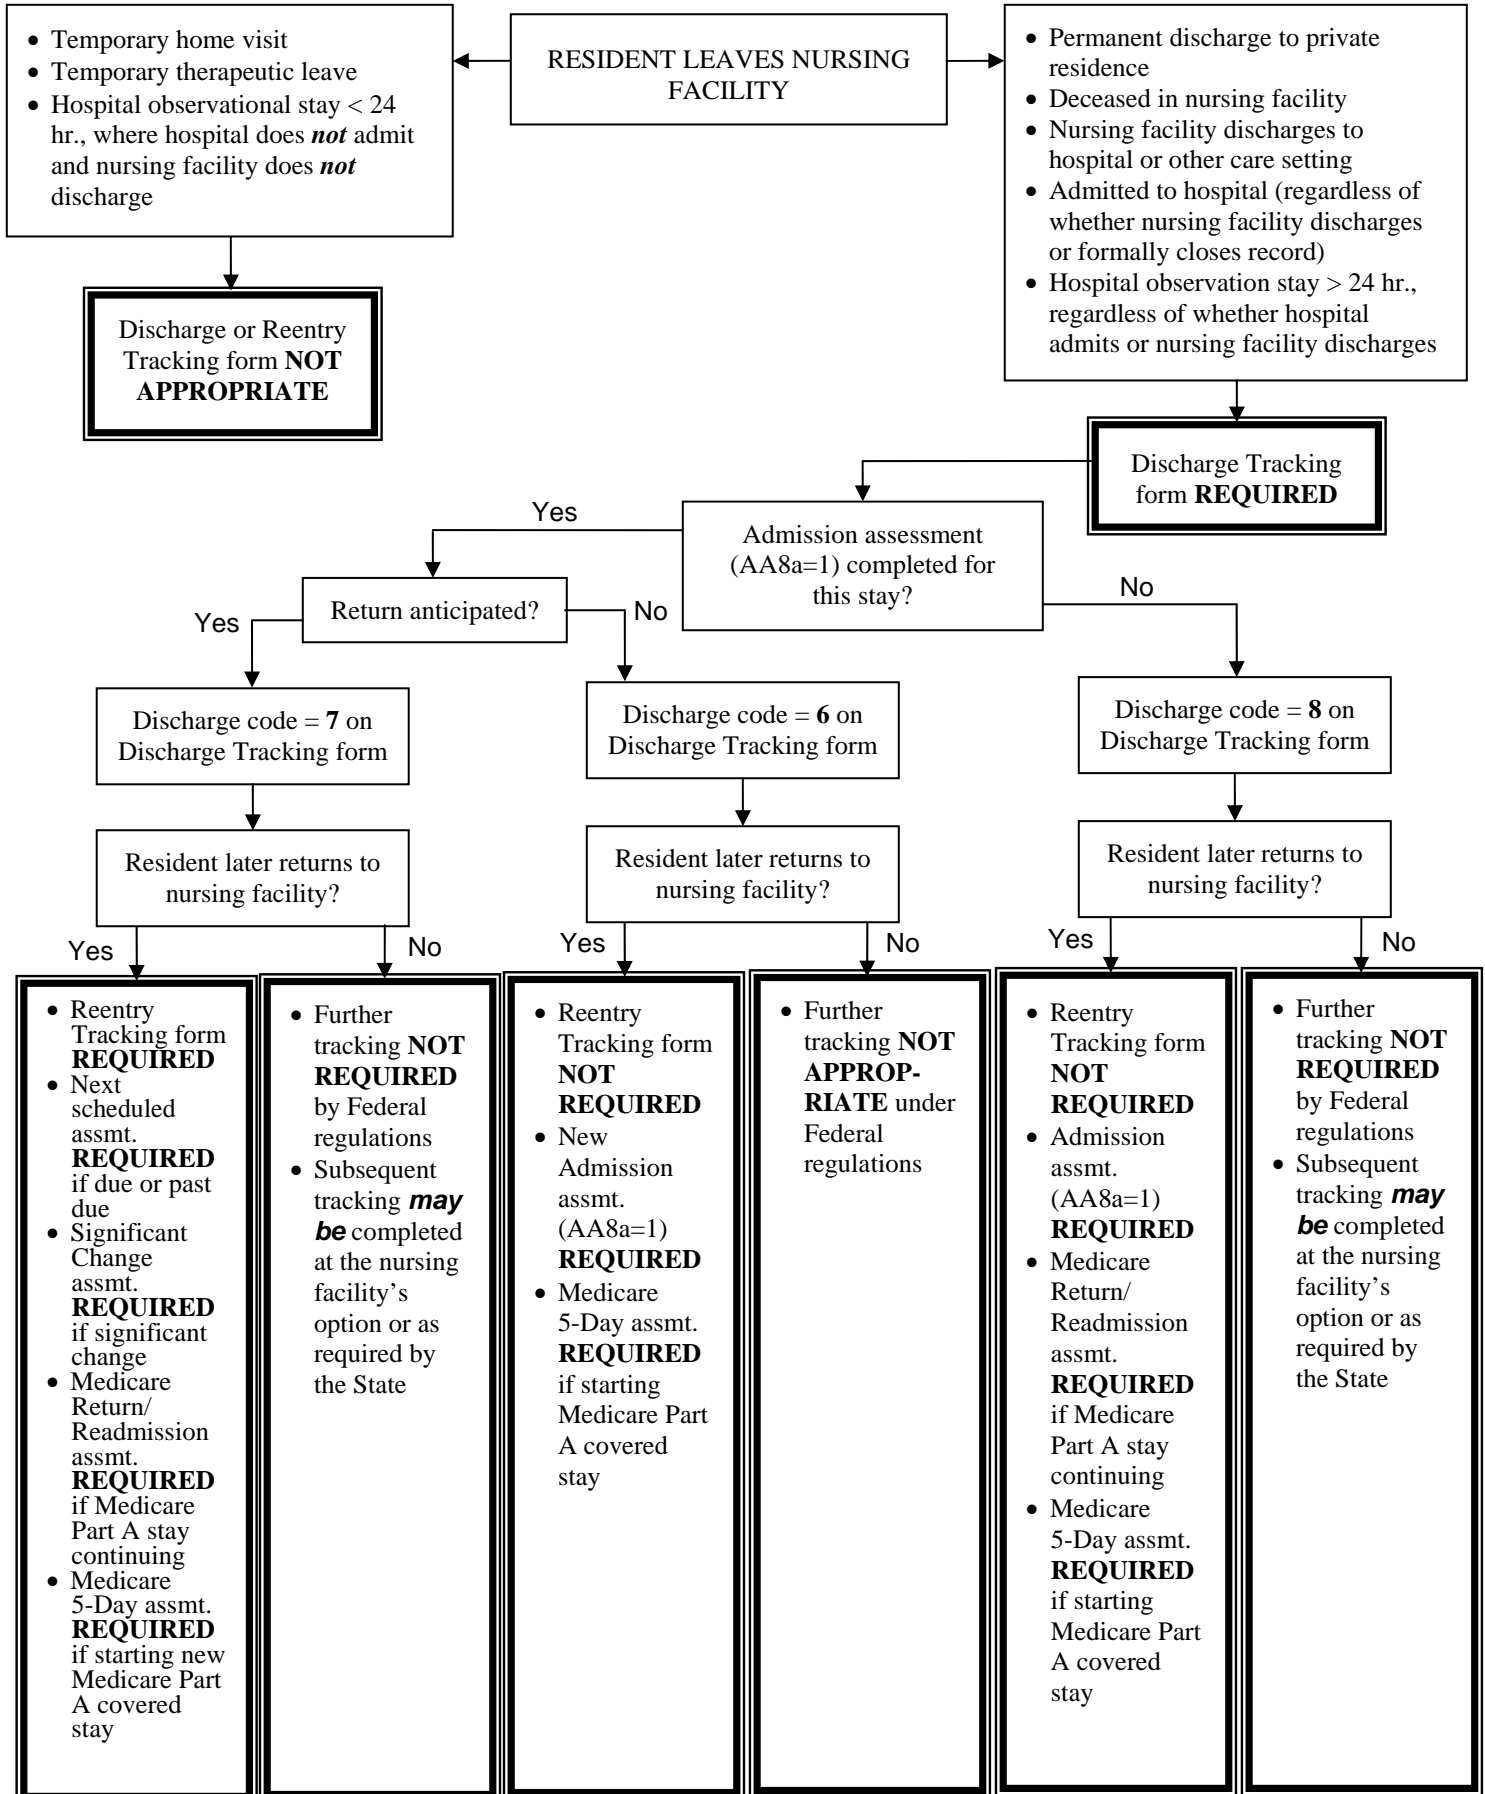 • Temporary home visit
• Temporary therapeutic leave
• Hospital observational stay < 24
hr., where hospital does not admit
and nursing facility does not
discharge
RESIDENT LEAVES NURSING
FACILITY
• Permanent discharge to private
residence
• Deceased in nursing facility
• Nursing facility discharges to
hospital or other care setting
• Admitted to hospital (regardless of
whether nursing facility discharges
or formally closes record)
• Hospital observation stay > 24 hr.,
regardless of whether hospital
admits or nursing facility discharges
Discharge or Reentry
Tracking form NOT
APPROPRIATE
Discharge Tracking
form REQUIRED
Yes
Admission assessment
(AA8a=1) completed for
this stay?
No
Yes
Return anticipated?
No
Discharge code = 7 on
Discharge Tracking form
Discharge code = 6 on
Discharge Tracking form
Discharge code = 8 on
Discharge Tracking form
Resident later returns to
nursing facility?
Resident later returns to
nursing facility?
Resident later returns to
nursing facility?
Yes
No
Yes
No
Yes
No
• Reentry
Tracking form
REQUIRED
• Next
scheduled
assmt.
REQUIRED
if due or past
due
• Significant
Change
assmt.
REQUIRED
if significant
change
• Medicare
Return/
Readmission
assmt.
REQUIRED
if Medicare
Part A stay
continuing
• Medicare
5-Day assmt.
REQUIRED
if starting new
Medicare Part
A covered
stay
• Further
tracking NOT
REQUIRED
by Federal
regulations
• Subsequent
tracking may
be completed
at the nursing
facility’s
option or as
required by
the State
• Reentry
Tracking form
NOT
REQUIRED
• New
Admission
assmt.
(AA8a=1)
REQUIRED
• Medicare
5-Day assmt.
REQUIRED
if starting
Medicare Part
A covered
stay
• Further
tracking NOT
APPROP-
RIATE under
Federal
regulations
• Reentry
Tracking form
NOT
REQUIRED
• Admission
assmt.
(AA8a=1)
REQUIRED
• Medicare
Return/
Readmission
assmt.
REQUIRED
if Medicare
Part A stay
continuing
• Medicare
5-Day assmt.
REQUIRED
if starting
Medicare Part
A covered
stay
• Further
tracking NOT
REQUIRED
by Federal
regulations
• Subsequent
tracking may
be completed
at the nursing
facility’s
option or as
required by
the State